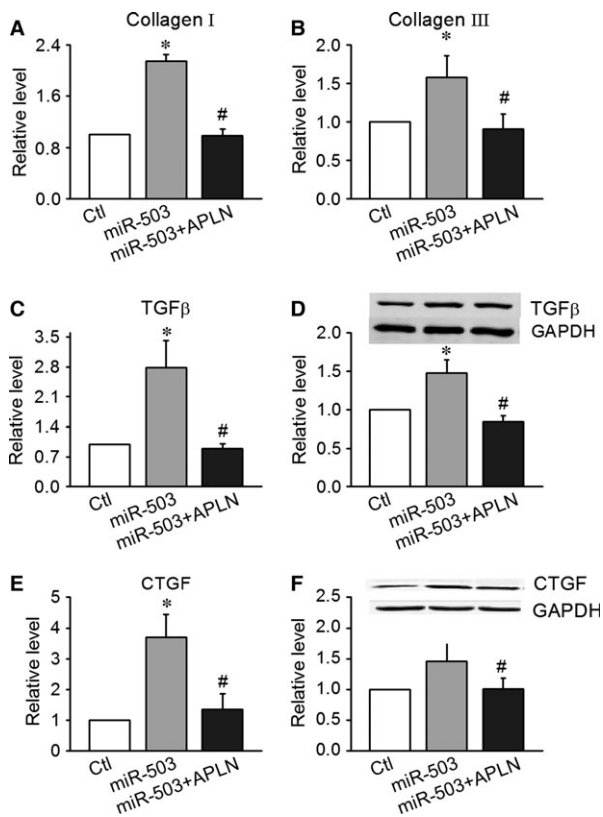 A
Collagen I
Relative level
2.4
1.6
0.8
0.0
*
#
Ctl
miR-503
miR-503+APLN
B
Collagen III
Relative level
2.0
1.5
1.0
0.5
0.0
*
#
Ctl
miR-503
miR-503+APLN
C
TGFβ
Relative level
3.5
2.8
2.1
1.4
0.7
0.0
*
#
Ctl
miR-503
miR-503+APLN
D
TGFβ
GAPDH
Relative level
2.0
1.5
1.0
0.5
0.0
*
#
Ctl
miR-503
miR-503+APLN
E
CTGF
Relative level
5
4
3
2
1
0
*
#
Ctl
miR-503
miR-503+APLN
F
CTGF
GAPDH
Relative level
2.5
2.0
1.5
1.0
0.5
0.0
#
Ctl
miR-503
miR-503+APLN